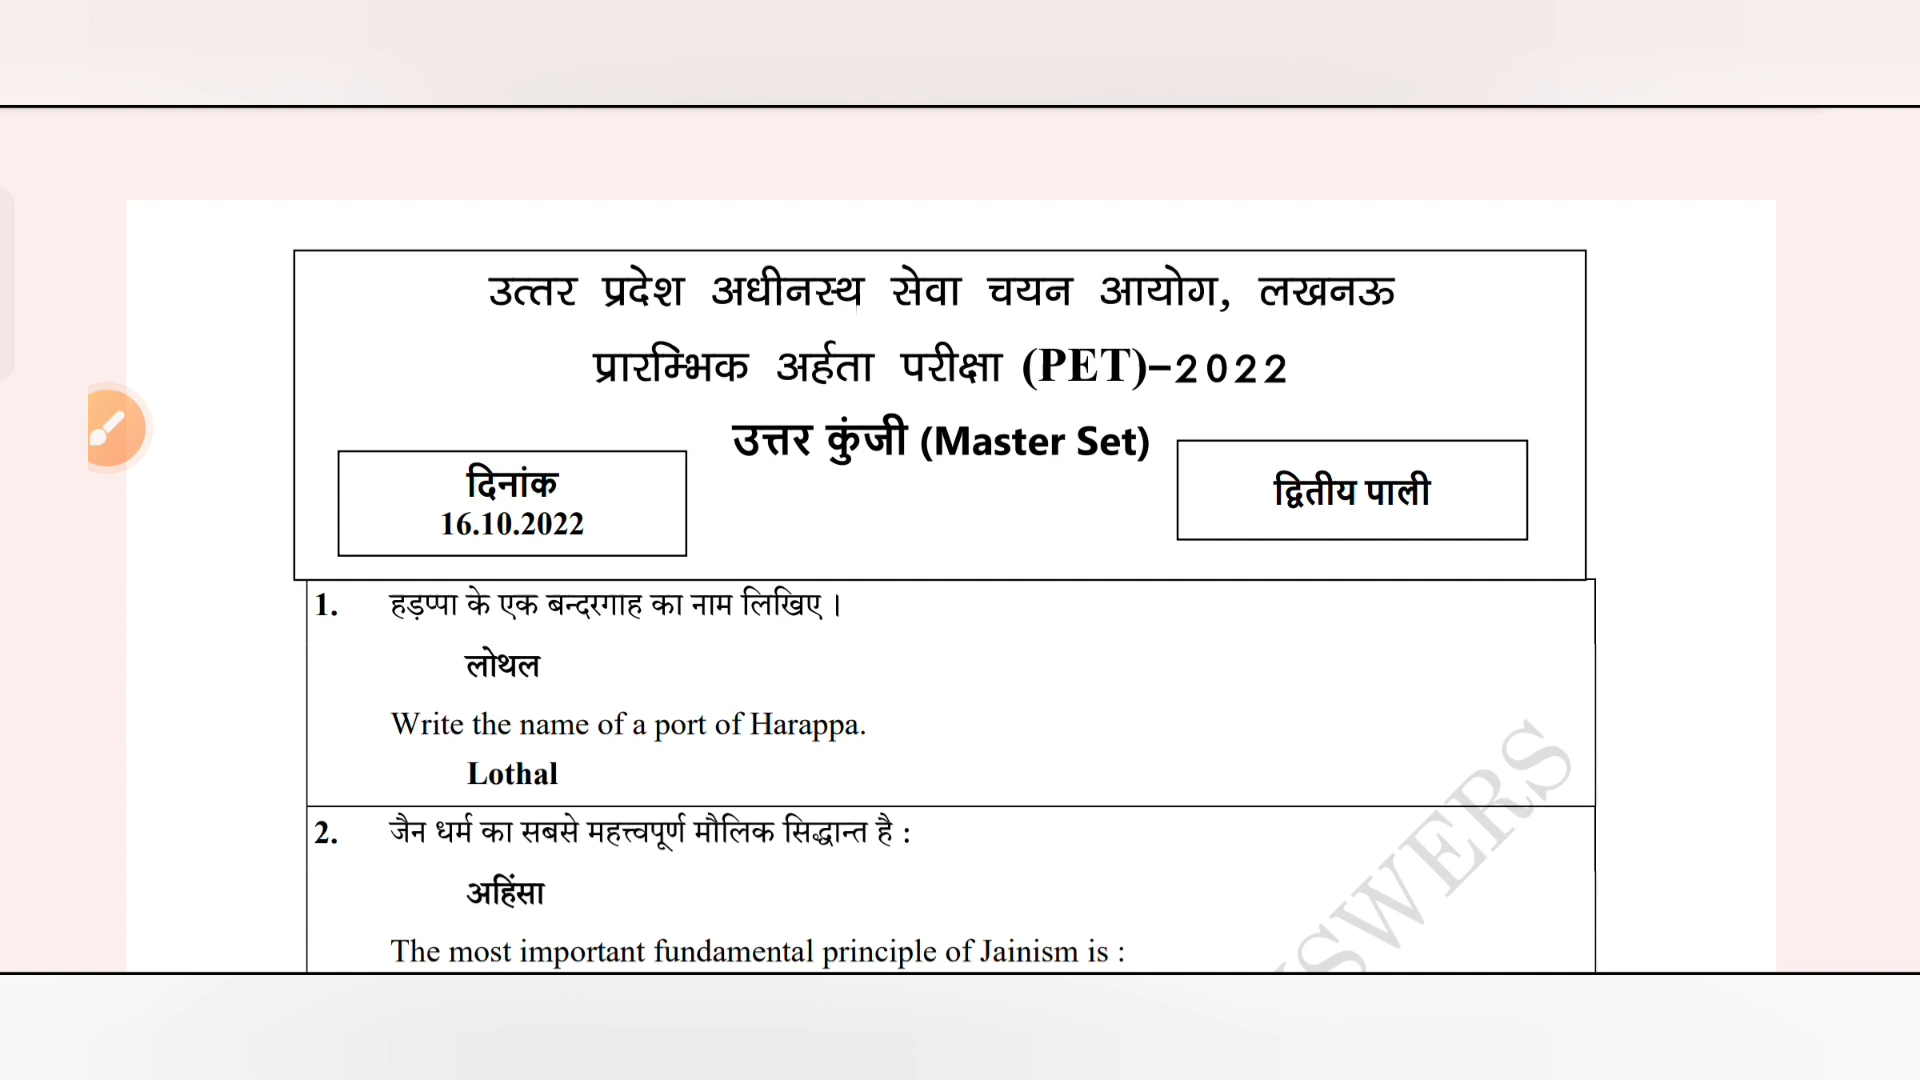 उत्तर प्रदेश अधीनस्थ सेवा चयन आयोग, लखनऊ
प्रारम्भिक अर्हता परीक्षा (PET)–2022
उत्तर कुंजी (Master Set)
दिनांक
16.10.2022
द्वितीय पाली
1. हड़प्पा के एक बन्दरगाह का नाम लिखिए ।
लोथल
Write the name of a port of Harappa.
Lothal
2. जैन धर्म का सबसे महत्त्वपूर्ण मौलिक सिद्धान्त है :
अहिंसा
The most important fundamental principle of Jainism is :
SWERS